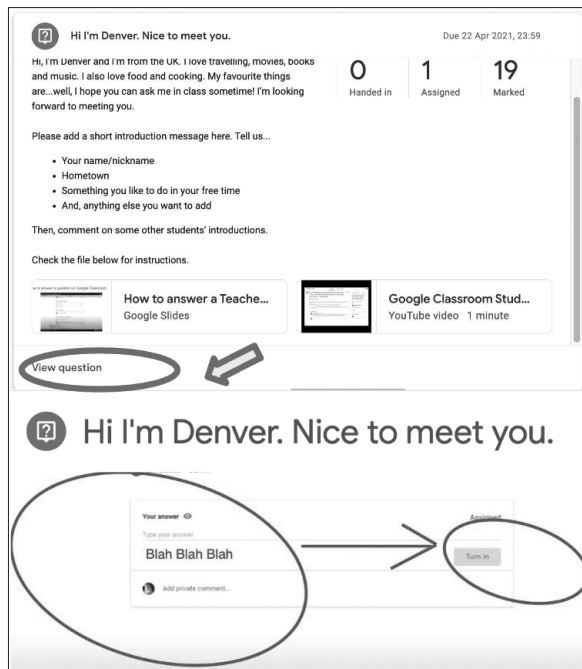 Hi I'm Denver. Nice to meet you.
Due 22 Apr 2021, 23:59
Hi, I'm Denver and I'm from the UK. I love travelling, movies, books
and music. I also love food and cooking. My favourite things
are...well, I hope you can ask me in class sometime! I'm looking
forward to meeting you.
0
Handed in
1
Assigned
19
Marked
Please add a short introduction message here. Tell us...
• Your name/nickname
• Hometown
• Something you like to do in your free time
• And, anything else you want to add
Then, comment on some other students' introductions.
Check the file below for instructions.
How to answer a Teache...
Google Slides
Google Classroom Stud...
YouTube video 1 minute
View question
Hi I'm Denver. Nice to meet you.
Your answer
Assigned
Type your answer
Blah Blah Blah
Turn in
Add private comment...